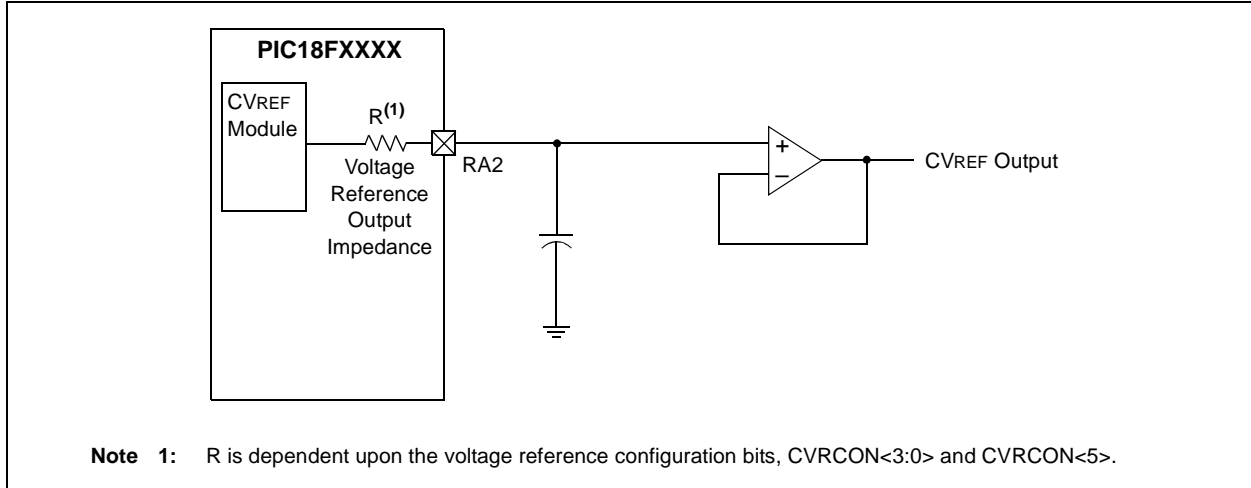 PIC18FXXXX
CVREF
Module
R(1)
Voltage
Reference
Output
Impedance
RA2
+
–
CVREF Output
Note 1: R is dependent upon the voltage reference configuration bits, CVRCON<3:0> and CVRCON<5>.